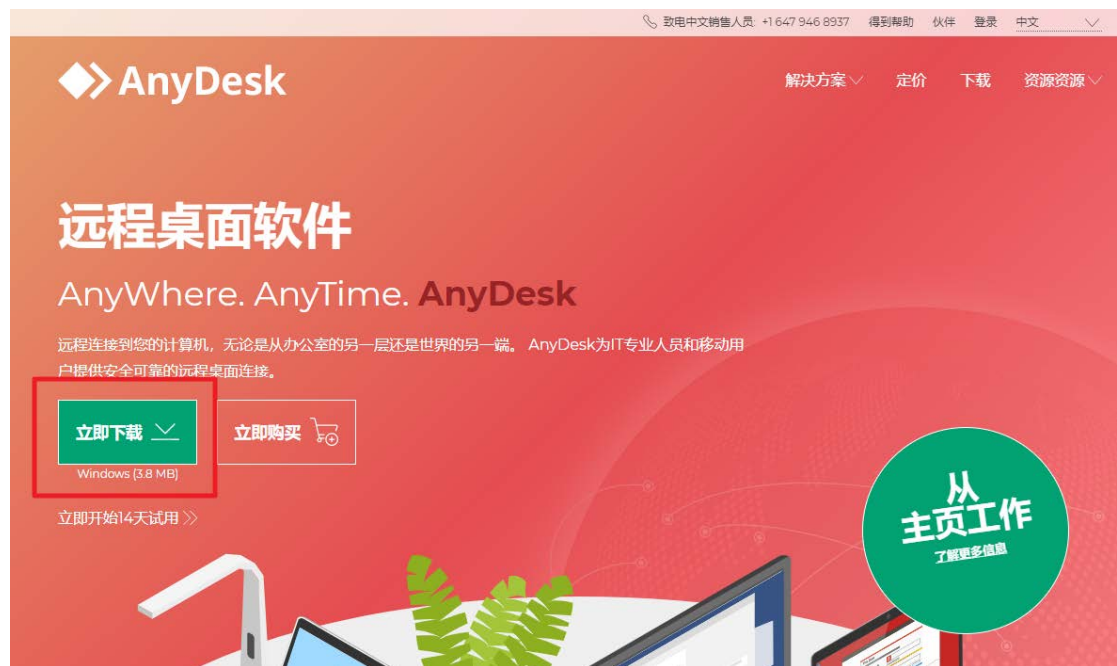 致电中文销售人员: +1 647 946 8937 得到帮助 伙伴 登录 中文
AnyDesk
解决方案 定价 下载 资源资源
远程桌面软件
AnyWhere. AnyTime. AnyDesk
远程连接到您的计算机，无论是从办公室的另一层还是世界的另一端。 AnyDesk为IT专业人员和移动用
户提供安全可靠的远程桌面连接。
立即下载 立即购买
Windows (3.8 MB)
立即开始14天试用
从
主页工作
了解更多信息